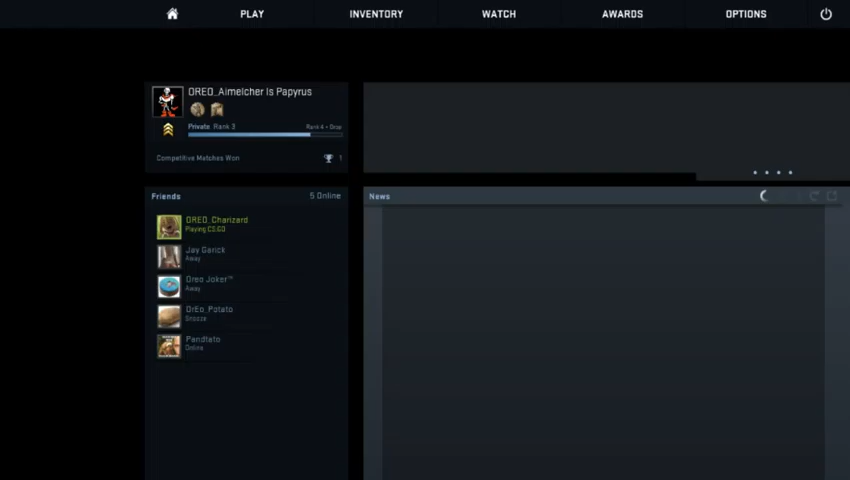 PLAY
INVENTORY
WATCH
AWARDS
OPTIONS
OREO_Aimelcher Is Papyrus
Private Rank 3
Rank 4 + Drop
Competitive Matches Won
1
Friends
5 Online
News
OREO_Charizard
Playing CS:GO
Jay Garick
Away
Oreo Joker™
Away
OrEo_Potato
Snooze
Pandtato
Online